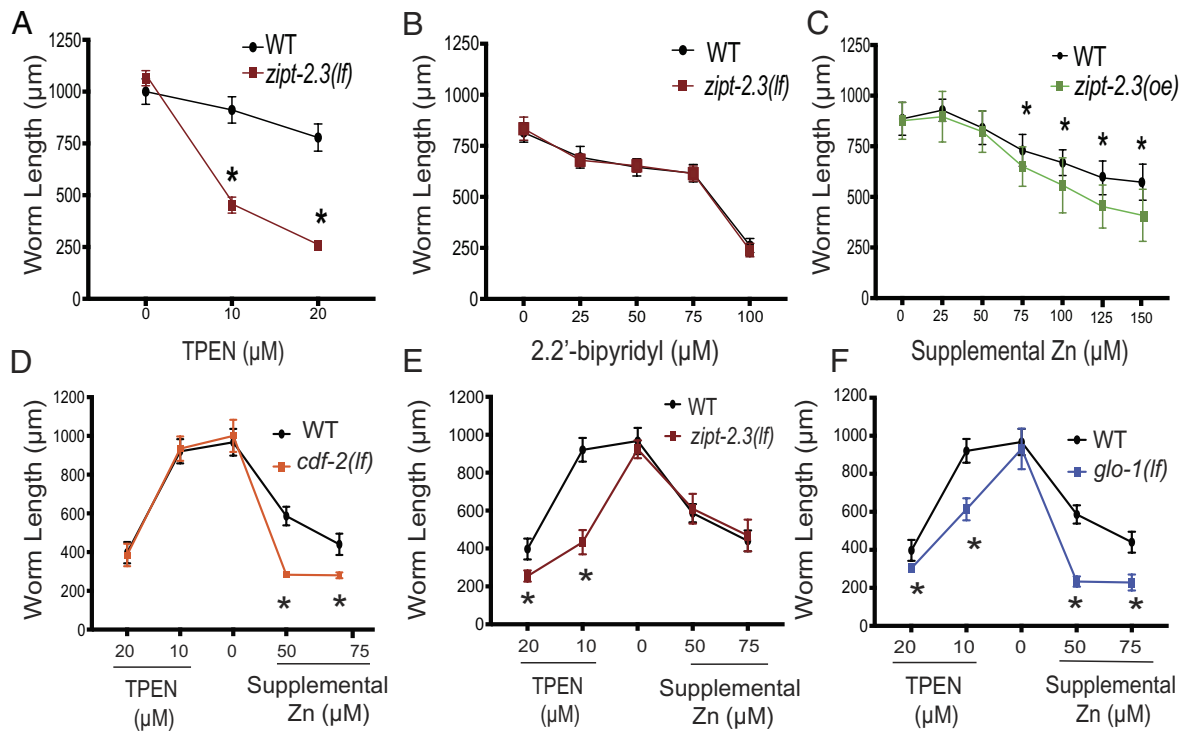 A
Worm Length (µm)
1250
1000
750
500
250
0
WT
zipt-2.3(lf)
*
*
0
10
20
TPEN (µM)
B
Worm Length (µm)
1250
1000
750
500
250
0
WT
zipt-2.3(lf)
0
25
50
75
100
2.2'-bipyridyl (µM)
C
Worm Length (µm)
1250
1000
750
500
250
0
WT
zipt-2.3(oe)
* * * *
0
25
50
75
100
125
150
Supplemental Zn (µM)
D
Worm Length (µm)
1200
1000
800
600
400
200
0
WT
cdf-2(lf)
* *
20
10
0
50
75
TPEN
(µM)
Supplemental
Zn (µM)
E
Worm Length (µm)
1200
1000
800
600
400
200
0
WT
zipt-2.3(lf)
* *
20
10
0
50
75
TPEN
(µM)
Supplemental
Zn (µM)
F
Worm Length (µm)
1200
1000
800
600
400
200
0
WT
glo-1(lf)
* * * *
20
10
0
50
75
TPEN
(µM)
Supplemental
Zn (µM)